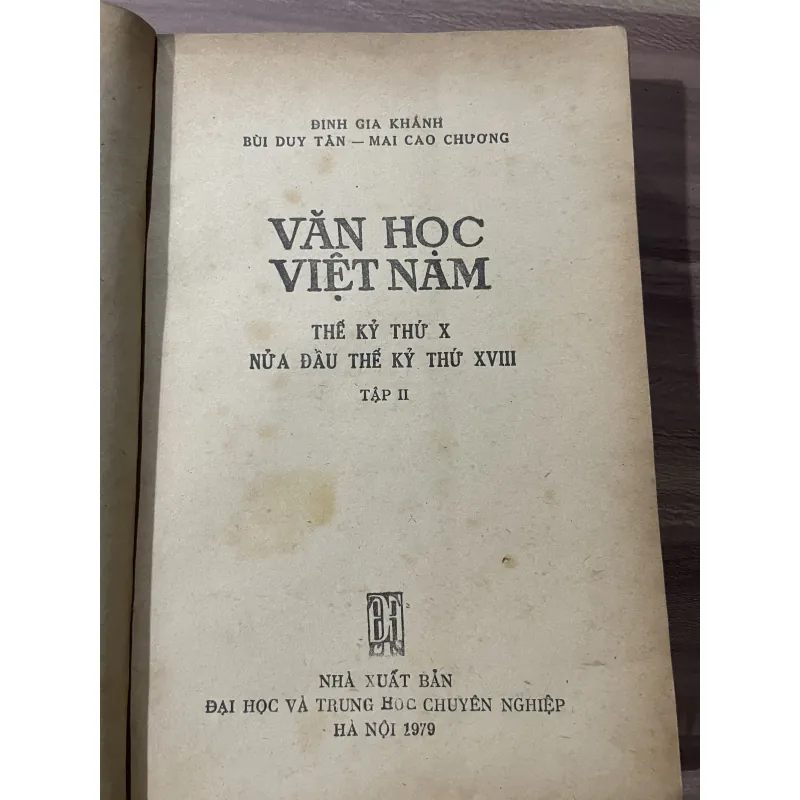 ĐINH GIA KHÁNH
BÙI DUY TÂN — MAI CAO CHƯƠNG
VĂN HỌC
VIỆT NAM
THẾ KỶ THỨ X
NỬA ĐẦU THẾ KỶ THỨ XVIII
TẬP II
NHÀ XUẤT BẢN
ĐẠI HỌC VÀ TRUNG HỌC CHUYÊN NGHIỆP
HÀ NỘI 1979